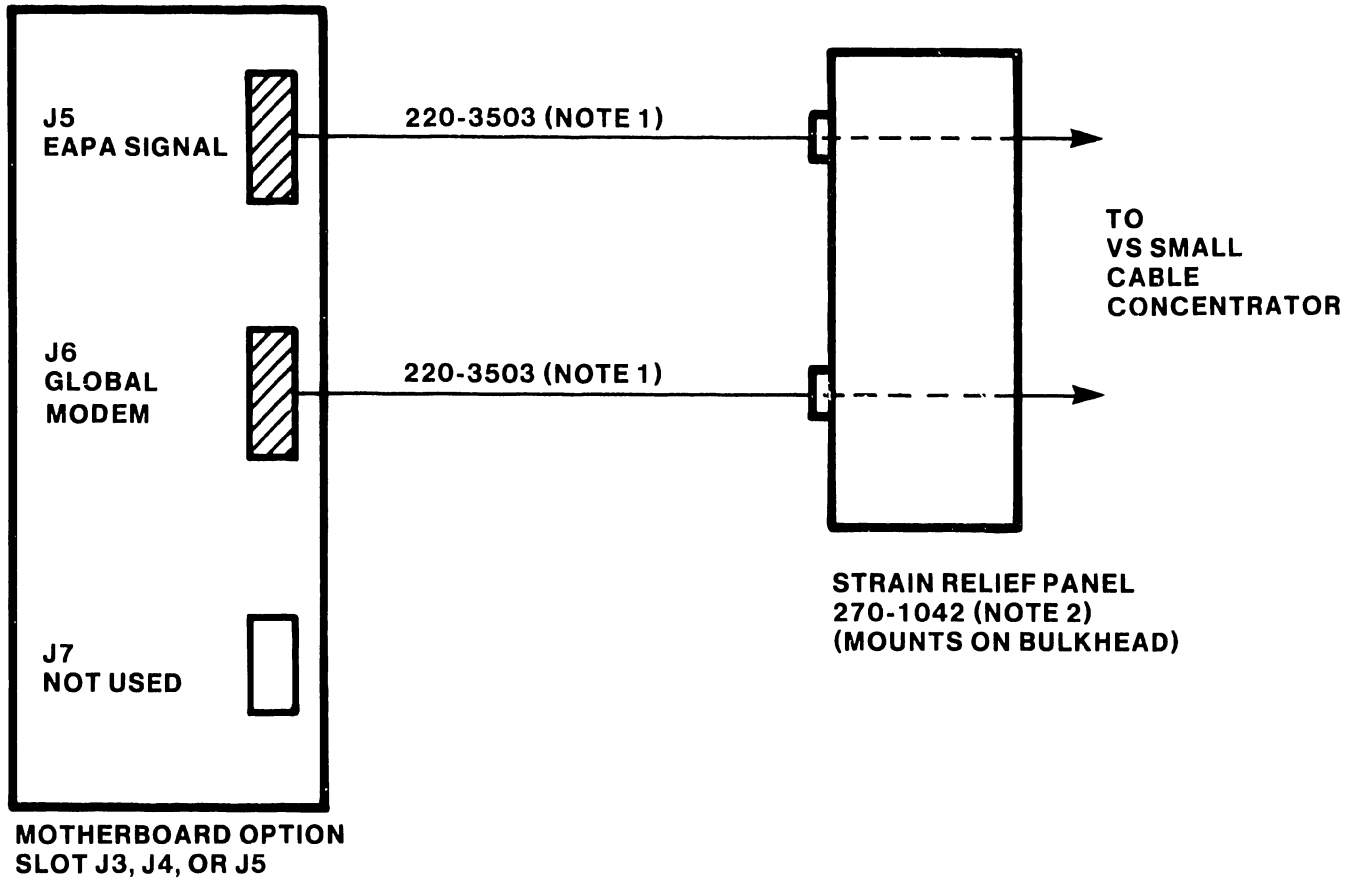 J5
EAPA SIGNAL
220-3503 (NOTE 1)
TO
VS SMALL
CABLE
CONCENTRATOR
J6
GLOBAL
MODEM
220-3503 (NOTE 1)
STRAIN RELIEF PANEL
270-1042 (NOTE 2)
(MOUNTS ON BULKHEAD)
J7
NOT USED
MOTHERBOARD OPTION
SLOT J3, J4, OR J5